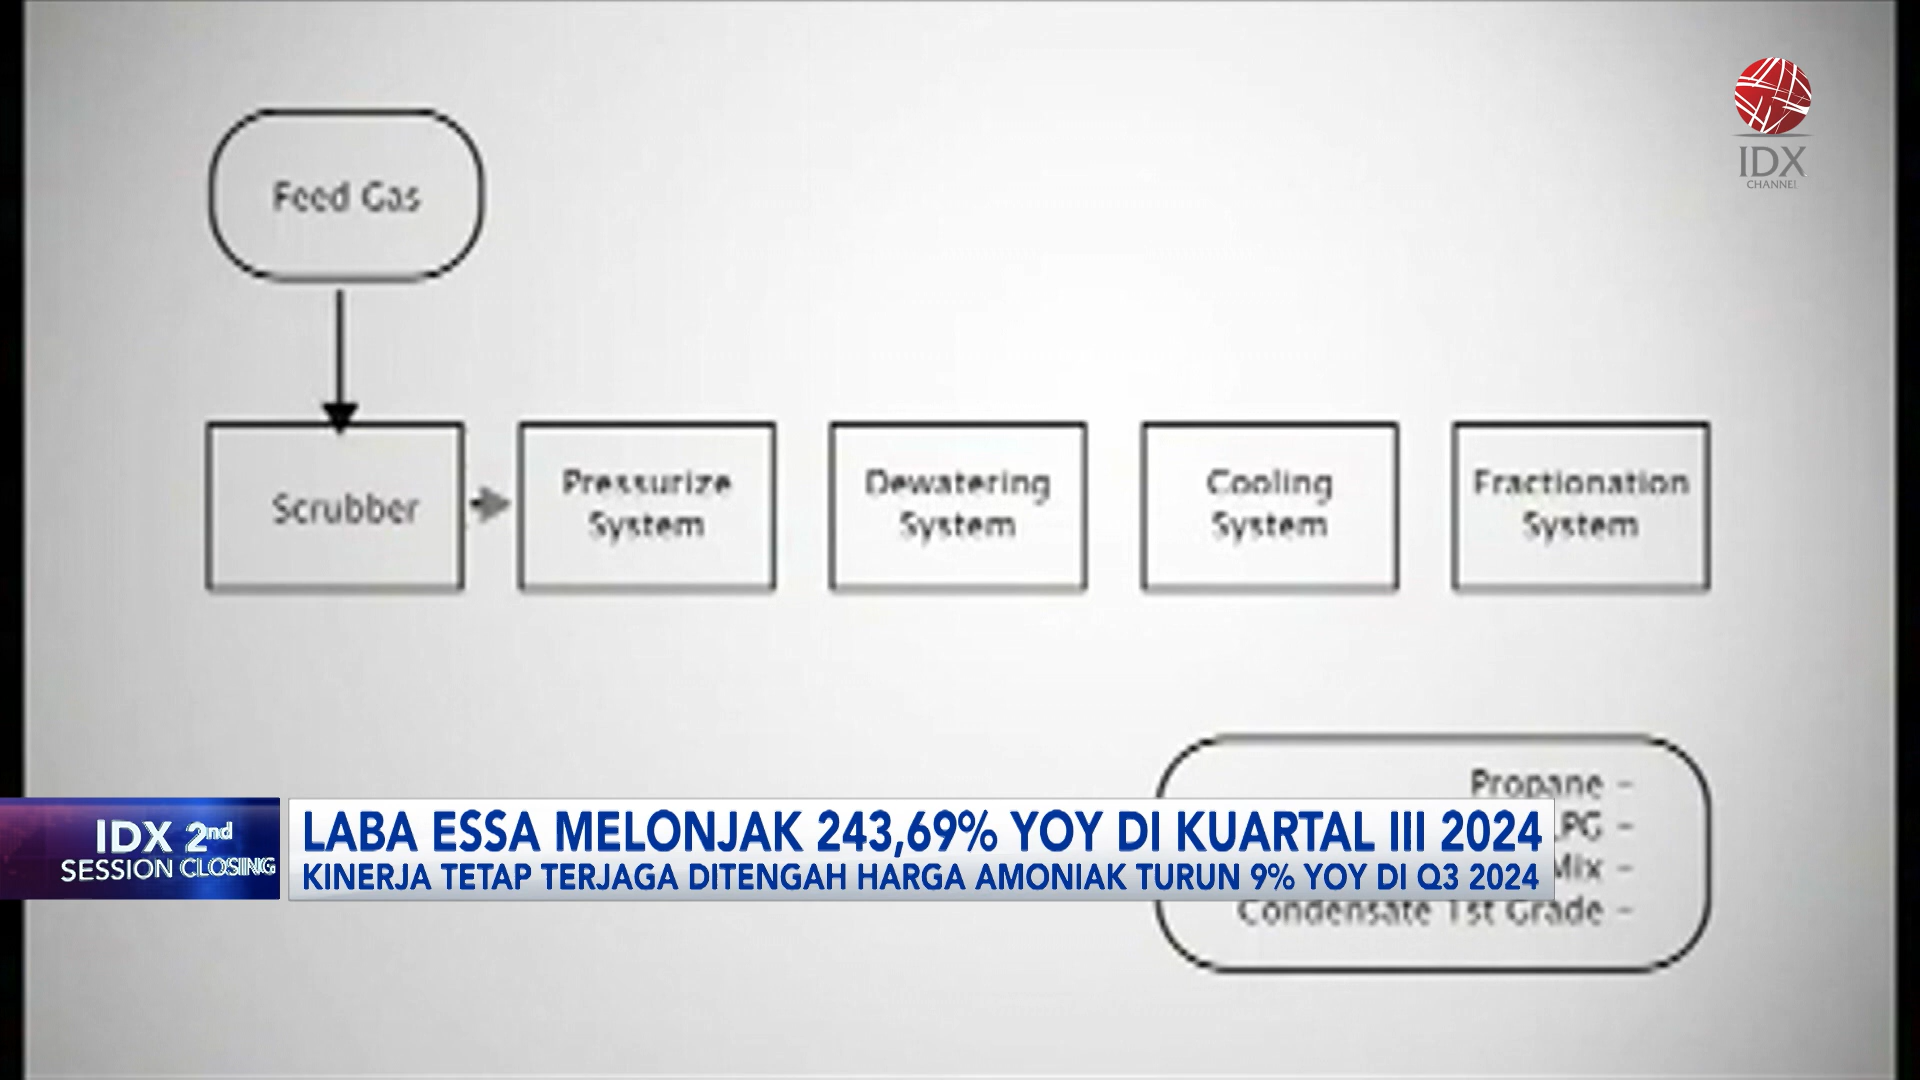 IDX
CHANNEL
Feed Gas
Scrubber
Pressurize
System
Dewatering
System
Cooling
System
Fractionation
System
Propane -
PG -
Mix -
Condensate 1st Grade -
IDX 2nd
SESSION CLOSING
LABA ESSA MELONJAK 243,69% YOY DI KUARTAL III 2024
KINERJA TETAP TERJAGA DITENGAH HARGA AMONIAK TURUN 9% YOY DI Q3 2024